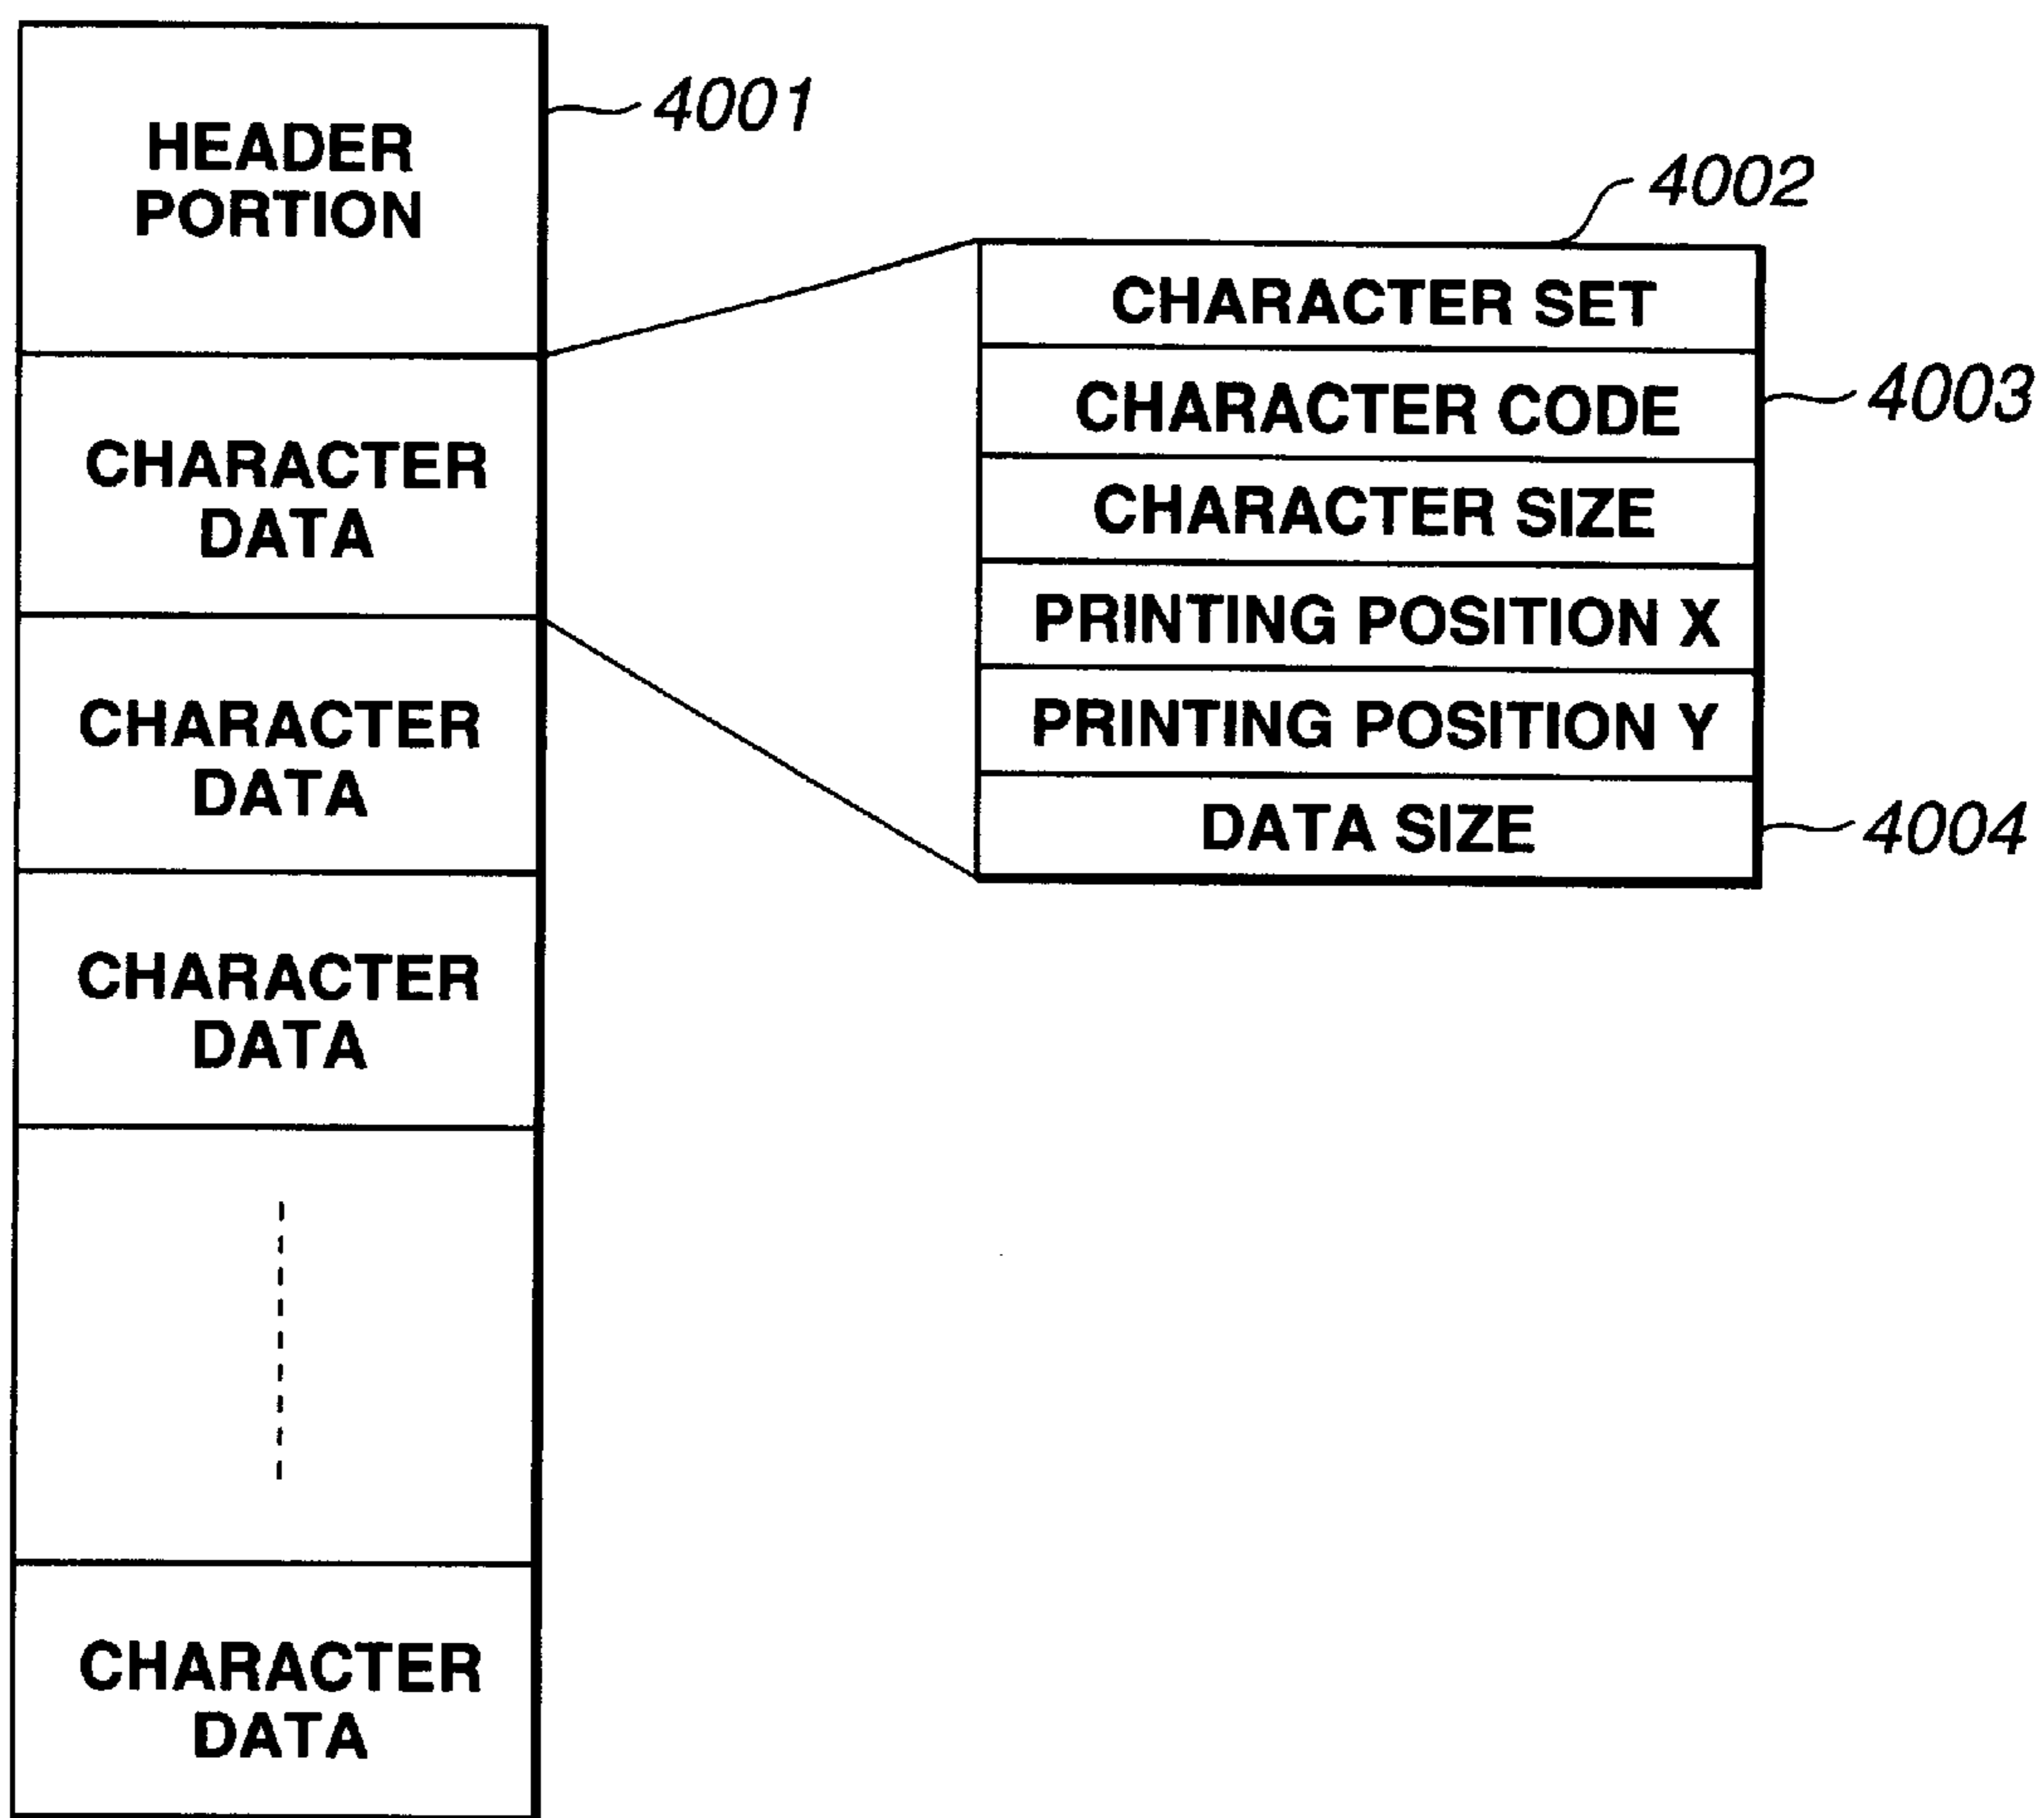 HEADER
PORTION
4001
CHARACTER
DATA
CHARACTER
DATA
CHARACTER
DATA
CHARACTER
DATA
4002
CHARACTER SET
CHARACTER CODE
4003
CHARACTER SIZE
PRINTING POSITION X
PRINTING POSITION Y
DATA SIZE
4004